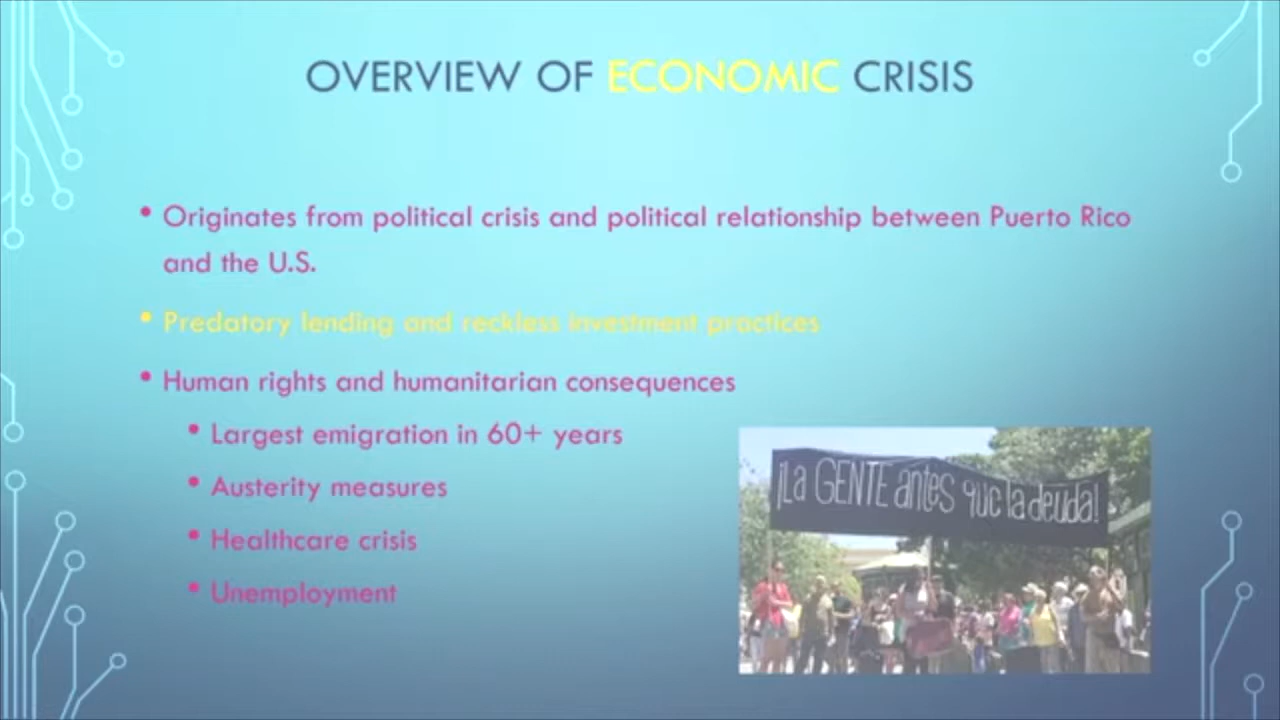 OVERVIEW OF ECONOMIC CRISIS
• Originates from political crisis and political relationship between Puerto Rico
and the U.S.
• Predatory lending and reckless investment practices
• Human rights and humanitarian consequences
• Largest emigration in 60+ years
• Austerity measures
• Healthcare crisis
• Unemployment
¡La GENTE antes que la deuda!